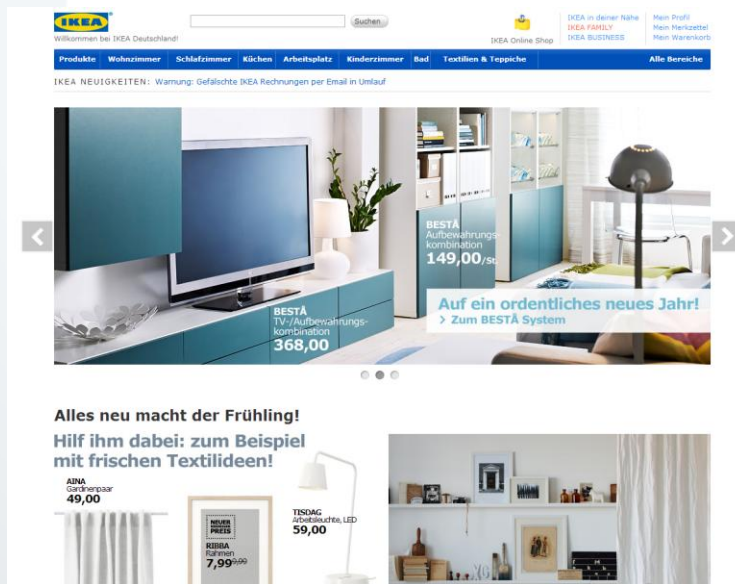 IKEA
Suchen
Willkommen bei IKEA Deutschland!
IKEA Online Shop
IKEA in deiner Nähe
IKEA FAMILY
IKEA BUSINESS
Mein Profil
Mein Merkzettel
Mein Warenkorb
Produkte Wohnzimmer Schlafzimmer Küchen Arbeitsplatz Kinderzimmer Bad Textilien & Teppiche Alle Bereiche
IKEA NEUIGKEITEN: Warnung: Gefälschte IKEA Rechnungen per Email in Umlauf
BESTÅ
Aufbewahrungs-
kombination
149,00/St.
BESTÅ
TV-/Aufbewahrungs-
kombination
368,00
Auf ein ordentliches neues Jahr!
> Zum BESTÅ System
Alles neu macht der Frühling!
Hilf ihm dabei: zum Beispiel
mit frischen Textilideen!
AINA
Gardinenpaar
49,00
NEUER
PREIS
RIBBA
Rahmen
7,99
TISDAG
Arbeitsleuchte, LED
59,00